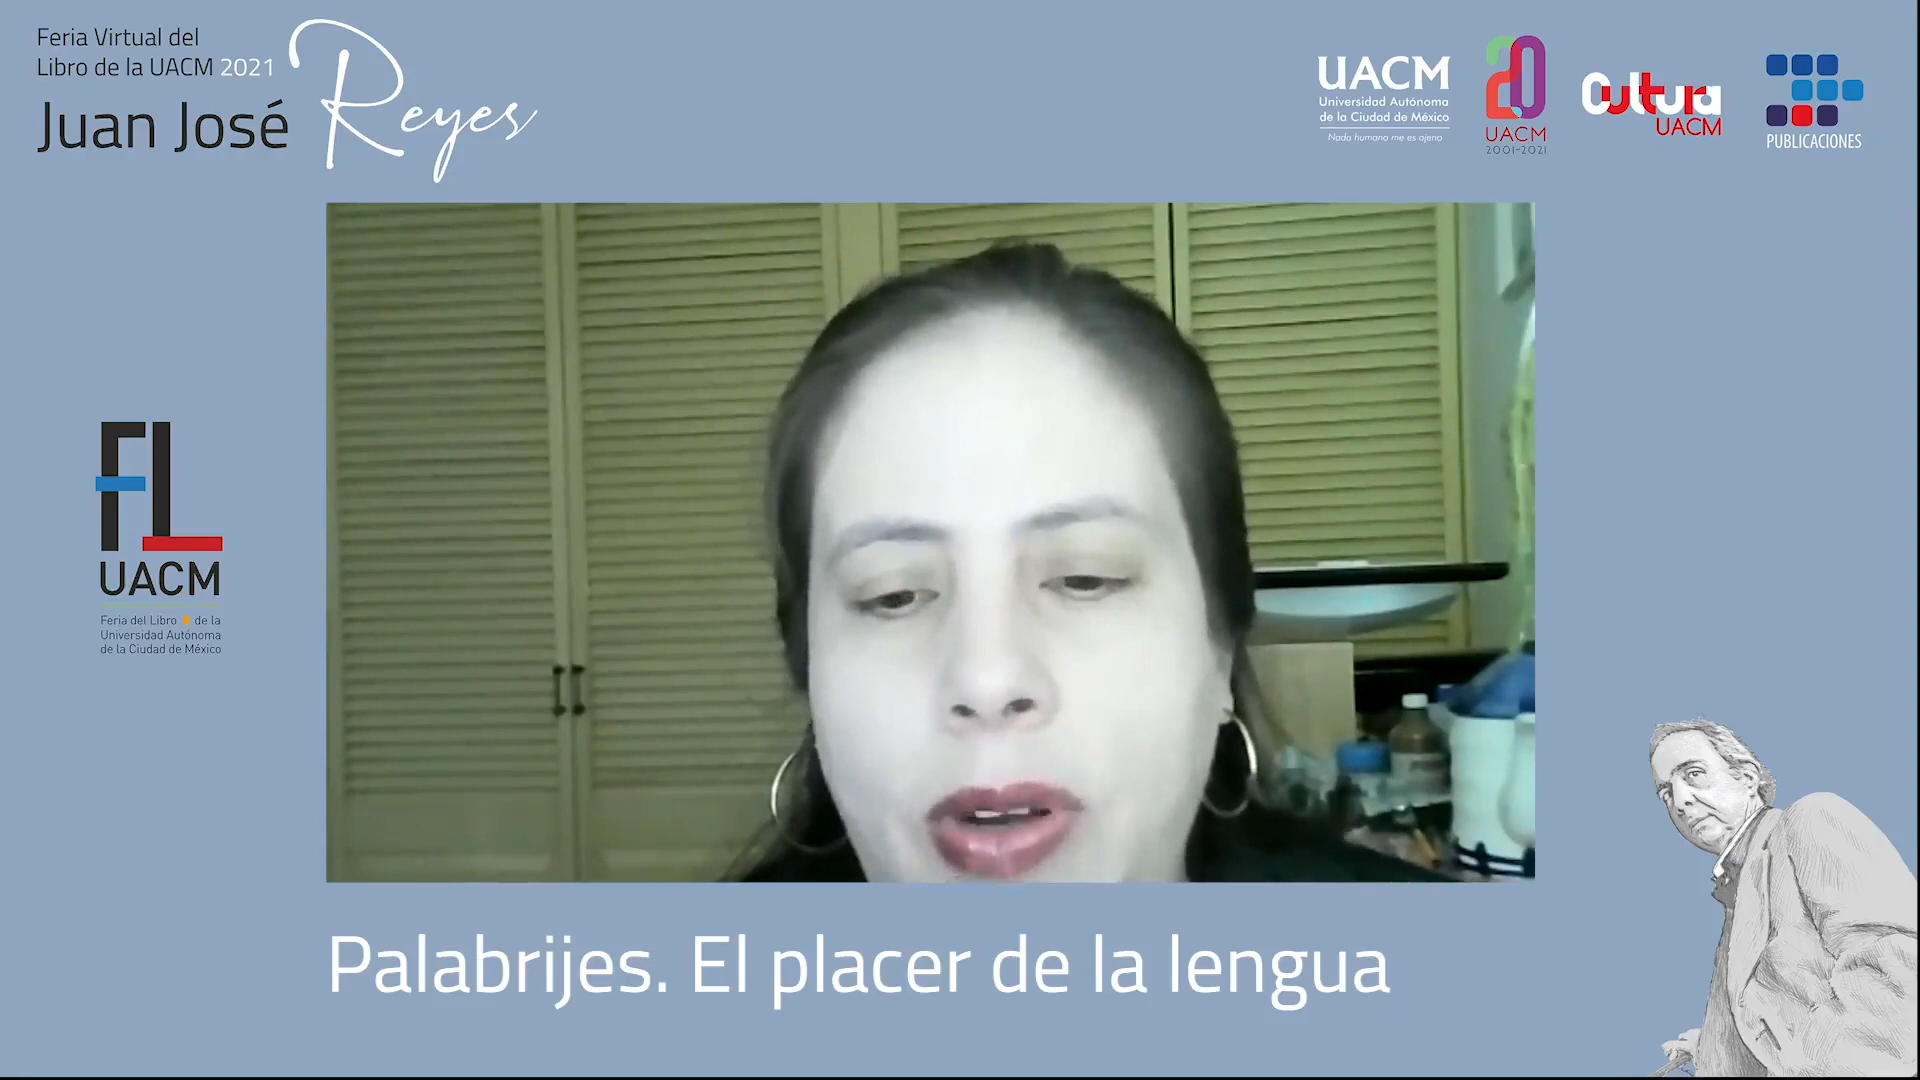 Feria Virtual del
Libro de la UACM 2021
Juan José Reyes
UACM
Universidad Autónoma
de la Ciudad de México
Nada humano me es ajeno
20
UACM
2001-2021
Cultura
UACM
PUBLICACIONES
FL
UACM
Feria del Libro de la
Universidad Autónoma
de la Ciudad de México
Palabrijes. El placer de la lengua